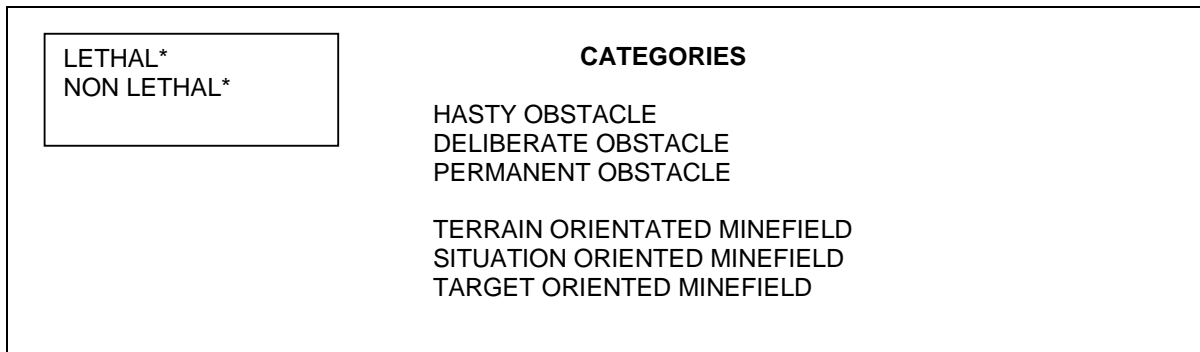 LETHAL*
NON LETHAL*
CATEGORIES
HASTY OBSTACLE
DELIBERATE OBSTACLE
PERMANENT OBSTACLE
TERRAIN ORIENTATED MINEFIELD
SITUATION ORIENTED MINEFIELD
TARGET ORIENTED MINEFIELD